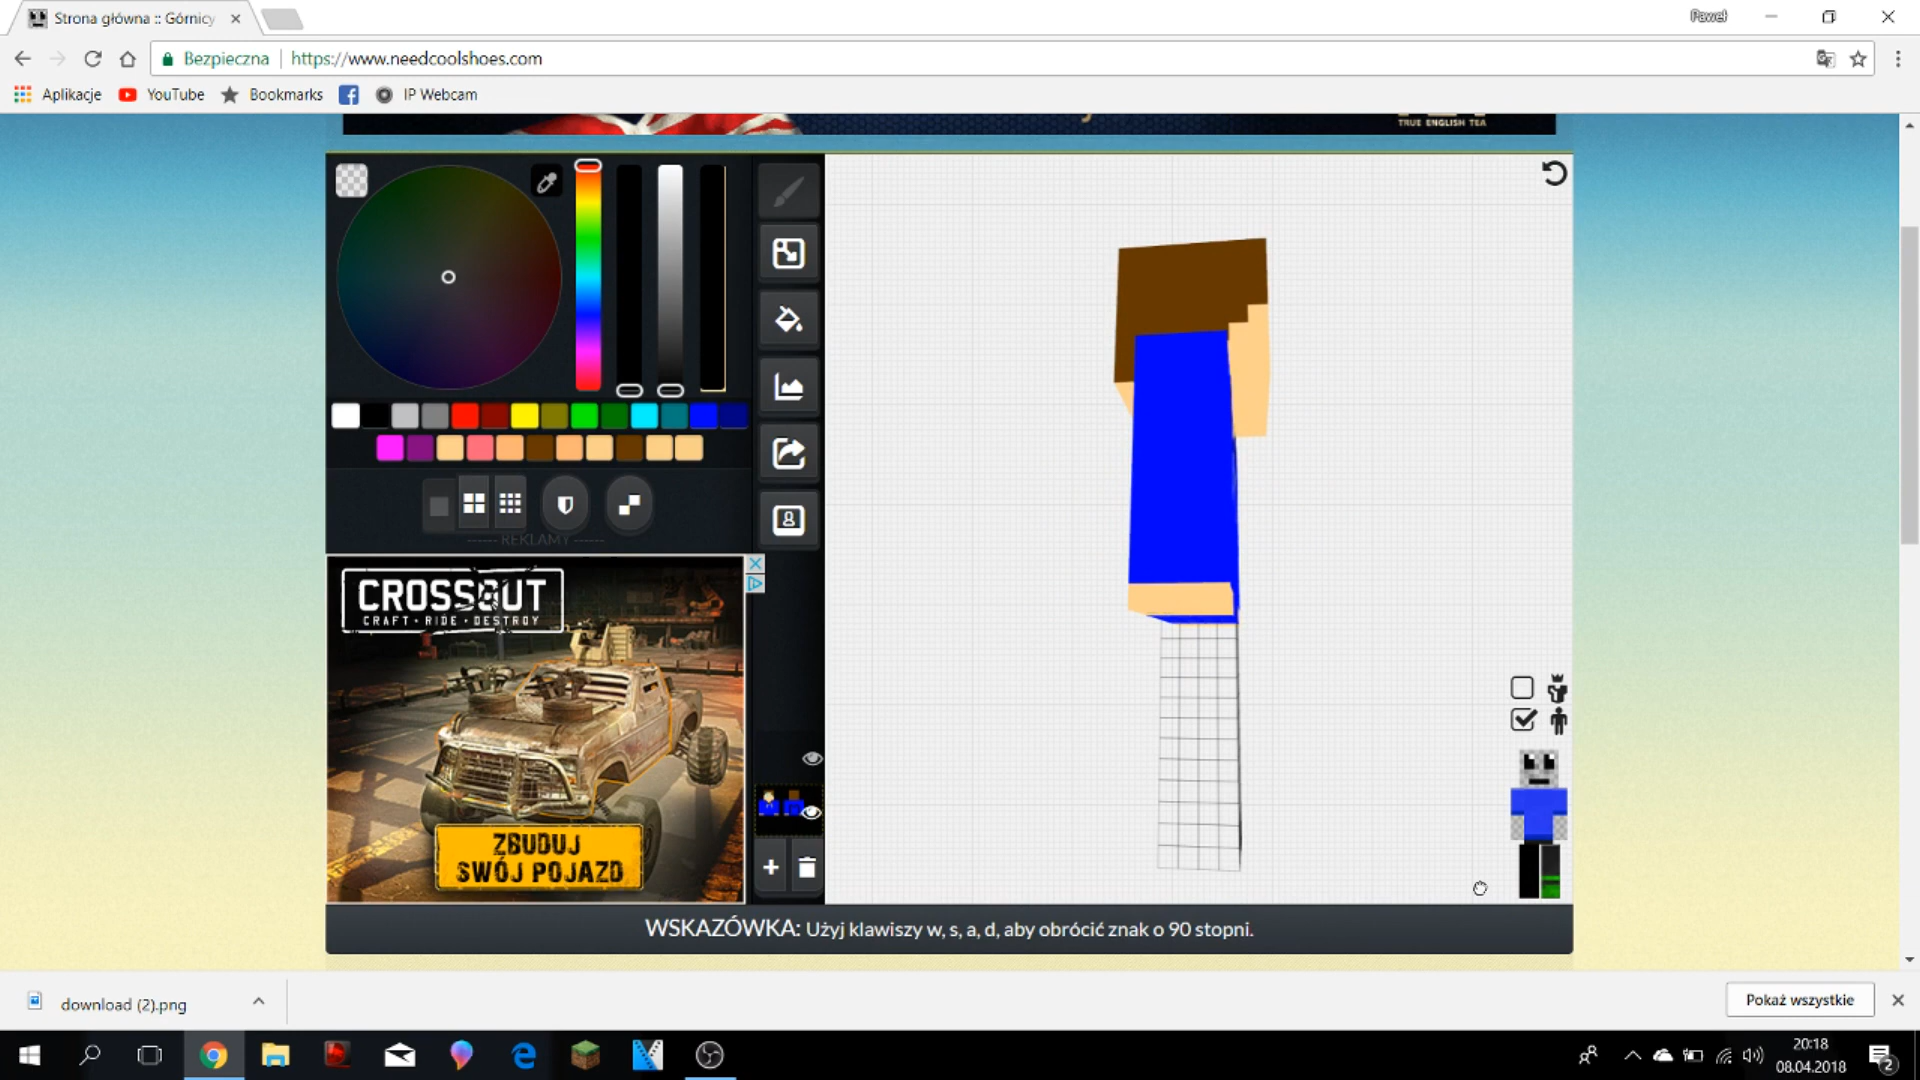 Strona główna :: Górnicy
Paweł
Bezpieczna
https://www.needcoolshoes.com
Aplikacje
YouTube
Bookmarks
IP Webcam
TRUE ENGLISH TEA
------ REKLAMY ------
CROSSOUT
CRAFT • RIDE • DESTROY
ZBUDUJ
SWÓJ POJAZD
WSKAZÓWKA: Użyj klawiszy w, s, a, d, aby obrócić znak o 90 stopni.
download (2).png
Pokaż wszystkie
20:18
08.04.2018
2